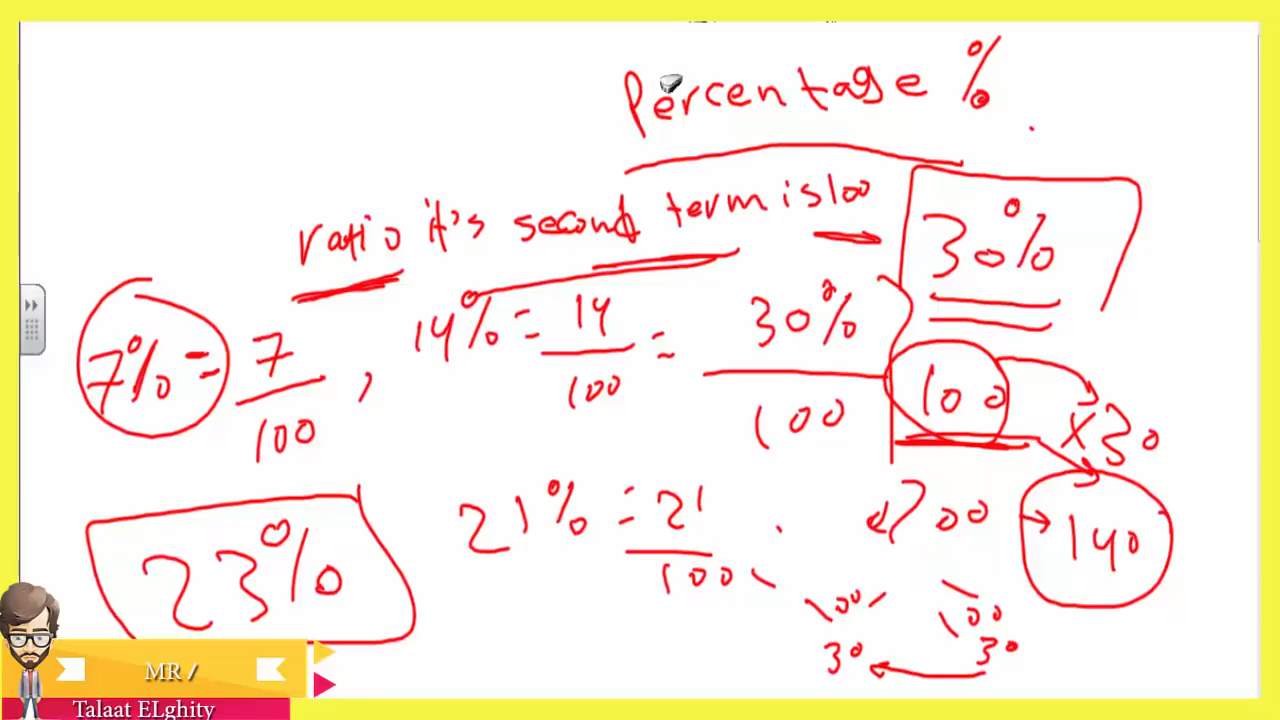 Percentage %
ratio it's second term is 100
30%
7% = 7/100 , 14% = 14/100 = 30%/100
100
X30
21% = 21/100
700
140
23%
100 100
30 30
MR /
Talaat ELghity